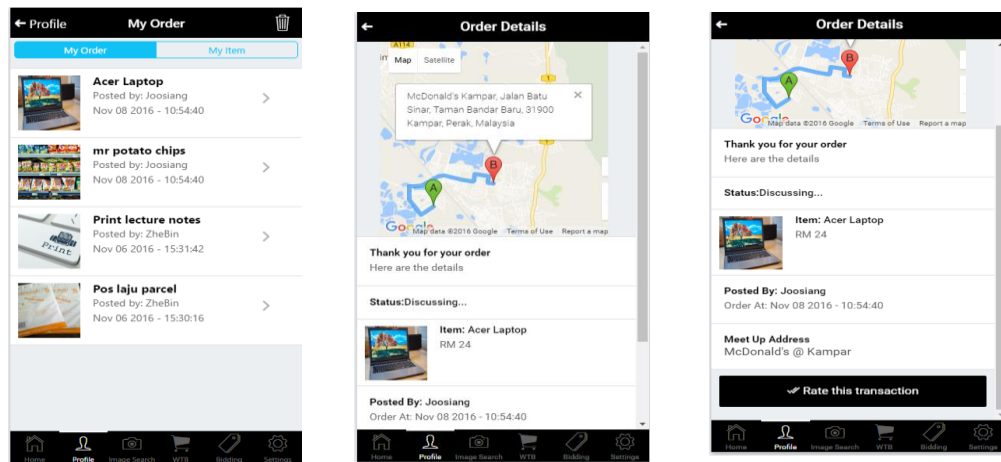 ← Profile My Order
My Order My Item
Acer Laptop
Posted by: Joosiang
Nov 08 2016 - 10:54:40
mr potato chips
Posted by: Joosiang
Nov 08 2016 - 10:54:40
Print lecture notes
Posted by: ZheBin
Nov 06 2016 - 15:31:42
Print
Pos laju parcel
Posted by: ZheBin
Nov 06 2016 - 15:30:16
Home Profile Image Search WTB Bidding Settings
← Order Details
A114
Map Satellite
1
McDonald's Kampar, Jalan Batu
Sinar, Taman Bandar Baru, 31900
Kampar, Perak, Malaysia
B
A
Google Map data ©2016 Google Terms of Use Report a map
Thank you for your order
Here are the details
Status:Discussing...
Item: Acer Laptop
RM 24
Posted By: Joosiang
Order At: Nov 08 2016 - 10:54:40
Home Profile Image Search WTB Bidding Settings
← Order Details
B
A
1
Google Map data ©2016 Google Terms of Use Report a map
Thank you for your order
Here are the details
Status:Discussing...
Item: Acer Laptop
RM 24
Posted By: Joosiang
Order At: Nov 08 2016 - 10:54:40
Meet Up Address
McDonald's @ Kampar
Rate this transaction
Home Profile Image Search WTB Bidding Settings